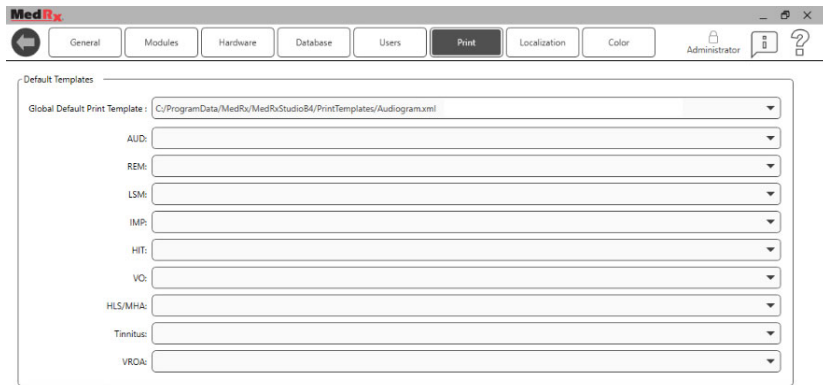 MedRx
General Modules Hardware Database Users Print Localization Color Administrator
Default Templates
Global Default Print Template : C:/ProgramData/MedRx/MedRxStudio84/PrintTemplates/Audiogram.xml
AUD:
REM:
LSM:
IMP:
HIT:
VO:
HLS/MHA:
Tinnitus:
VROA: